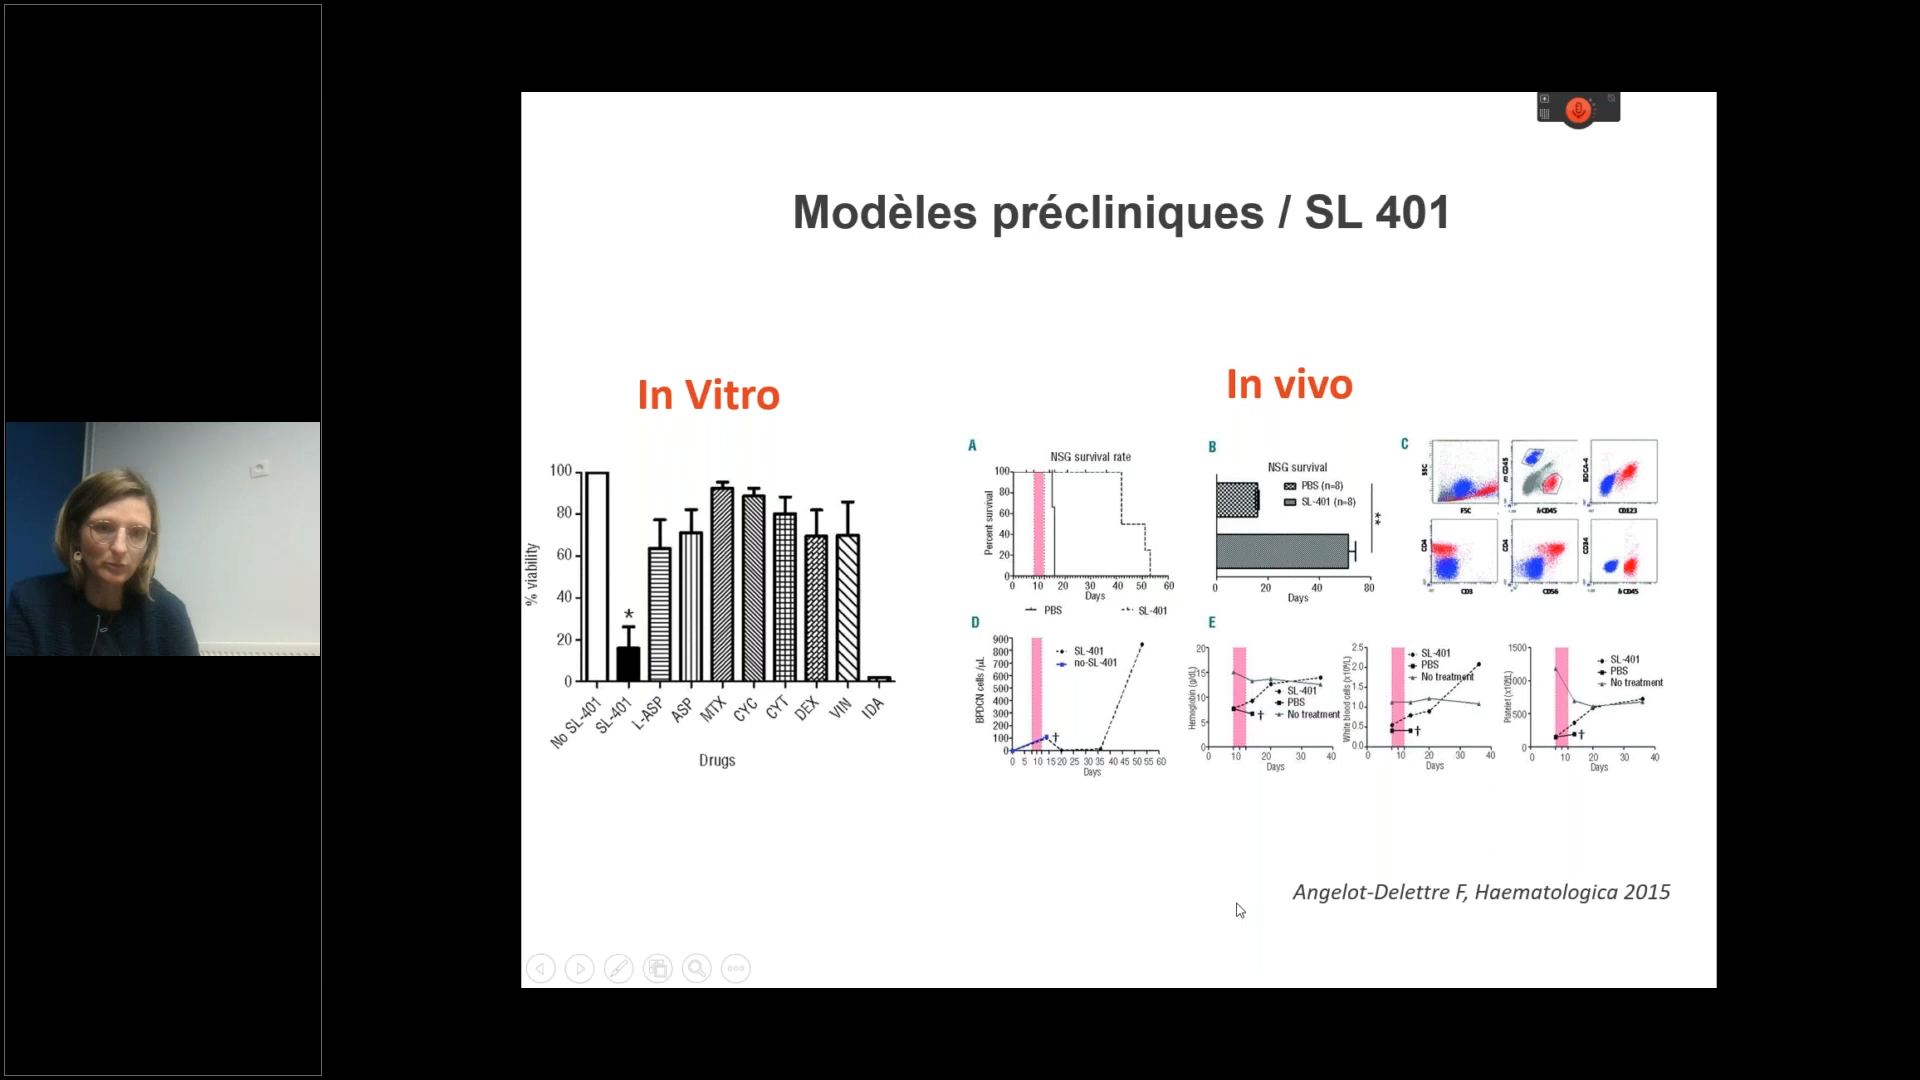 Modèles précliniques / SL 401
In Vitro
% viability
100
80
60
40
20
0
*
No SL-401
SL-401
L-ASP
ASP
MTX
CYC
CYT
DEX
VIN
IDA
Drugs
In vivo
A
NSG survival rate
Percent survival
100
80
60
40
20
0
0 10 20 30 40 50 60
Days
PBS
SL-401
B
NSG survival
PBS (n=8)
SL-401 (n=8)
**
0 20 40 60 80
Days
C
SSC
FSC
CD45
hCD45
BDCA-4
CD123
CD4
CD3
CD4
CD56
hCD45
D
BPDCN cells /µL
900
800
700
600
500
400
300
200
100
0
SL-401
no-SL-401
†
0 5 10 15 20 25 30 35 40 45 50 55 60
Days
E
Hemoglobin (g/dL)
20
15
10
5
0
SL-401
PBS
No treatment
†
0 10 20 30 40
Days
White blood cells (x10⁹/L)
2.5
2.0
1.5
1.0
0.5
0.0
SL-401
PBS
No treatment
†
0 10 20 30 40
Days
Platelet (x10⁹/L)
1500
500
0
SL-401
PBS
No treatment
†
0 10 20 30 40
Days
Angelot-Delettre F, Haematologica 2015